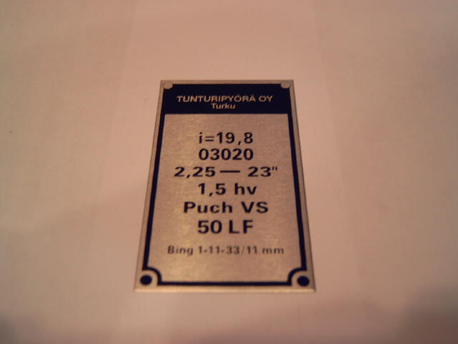 TUNTURIPYÖRÄ OY
Turku
i=19,8
03020
2,25 — 23"
1,5 hv
Puch VS
50 LF
Bing 1-11-33/11 mm